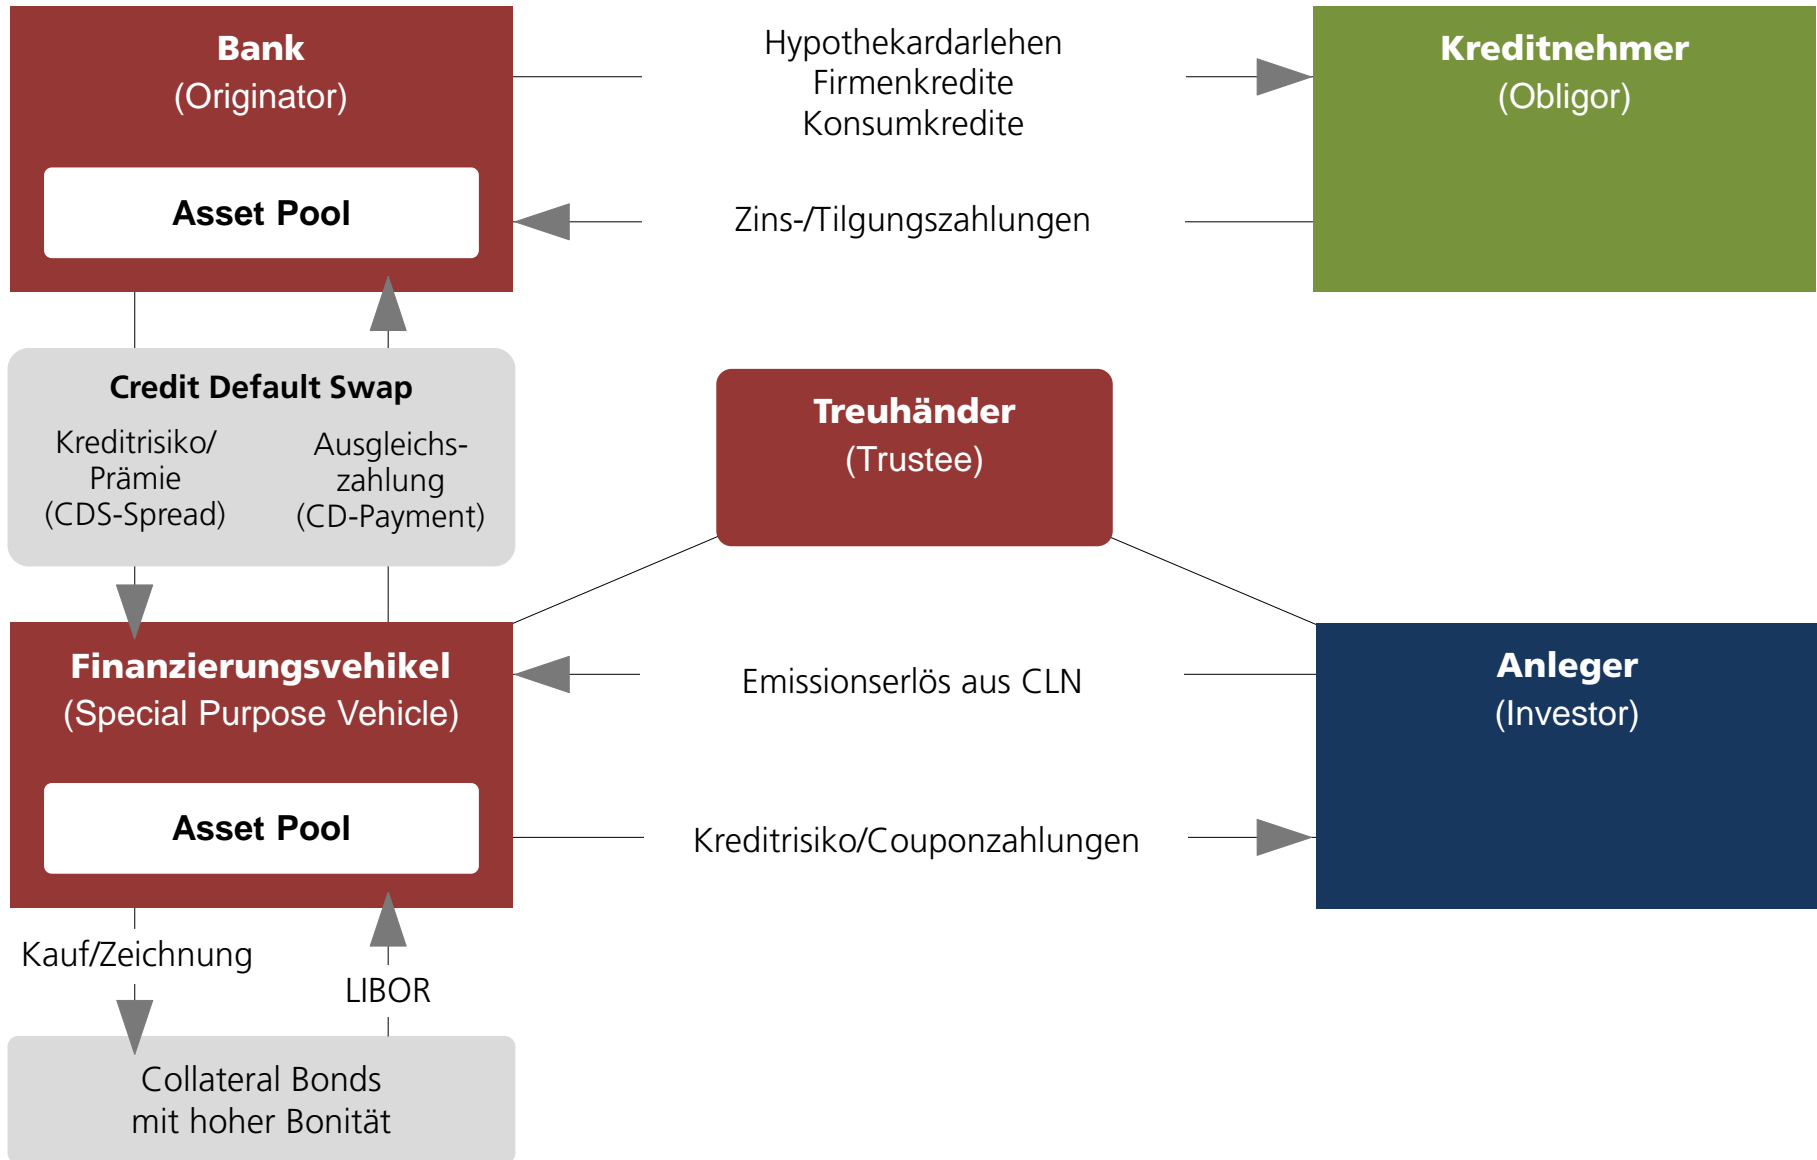 Bank
(Originator)
Asset Pool
Hypothekardarlehen
Firmenkredite
Konsumkredite
Zins-/Tilgungszahlungen
Kreditnehmer
(Obligor)
Credit Default Swap
Kreditrisiko/
Prämie
(CDS-Spread)
Ausgleichs-
zahlung
(CD-Payment)
Treuhänder
(Trustee)
Finanzierungsvehikel
(Special Purpose Vehicle)
Asset Pool
Emissionserlös aus CLN
Kreditrisiko/Couponzahlungen
Anleger
(Investor)
Kauf/Zeichnung
LIBOR
Collateral Bonds
mit hoher Bonität